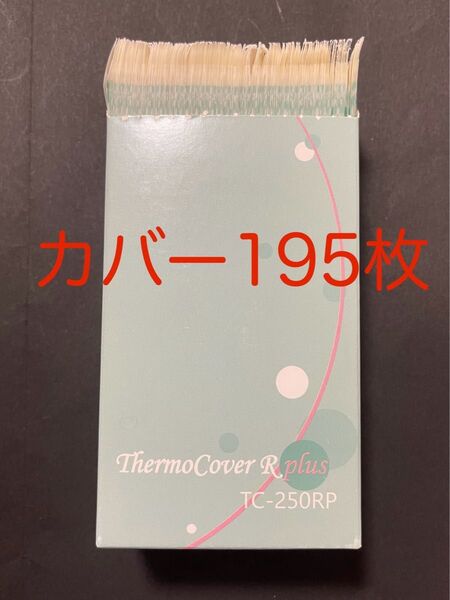 カバー195枚
ThermoCover R plus
TC-250RP